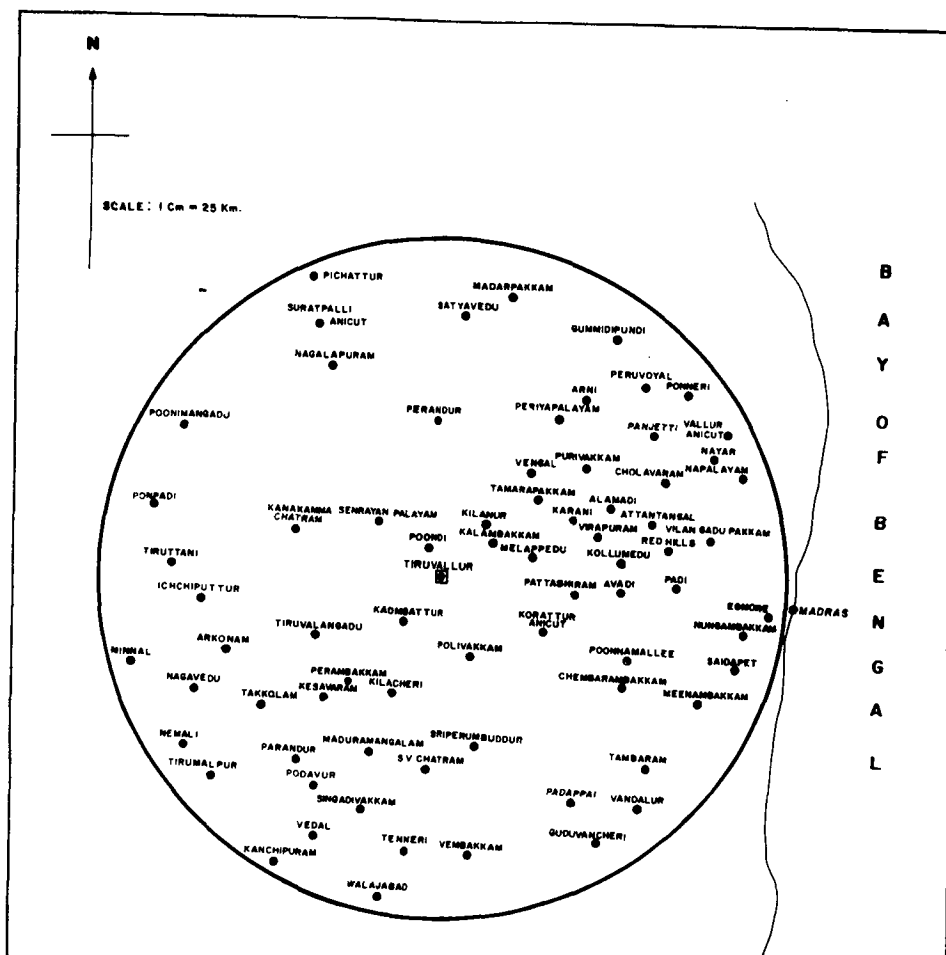 N
SCALE: 1 Cm = 25 Km.
PICHATTUR
MADARPAKKAM
SATYAVEDU
SURATPALLI
ANICUT
GUMMIDIPUNDI
NAGALAPURAM
PERUVOYAL
PONNERI
ARNI
POONIMANGADU
PERANDUR
PERIYAPALAYAM
PANJETTI
VALLUR
ANICUT
NAYAR
PURIVAKKAM
VENGAL
CHOLAVARAM
NAPALAYAM
TAMARAPAKKAM
ALAMADI
PONPADI
KANAKAMMA
CHATRAM
SENRAYAN PALAYAM
KILANUR
KARANI
ATTANTANGAL
VIRAPURAM
VILANGADUPAKKAM
POONDI
KALAMBAKKAM
RED HILLS
MELAPPEDU
KOLLUMEDU
TIRUTTANI
TIRUVALLUR
ICHCHIPUTTUR
PATTABHIRAM
AVADI
PADI
KADMBATTUR
KORATTUR
ANICUT
EGMORE
MADRAS
TIRUVALANGADU
NUNGAMBAKKAM
ARKONAM
MINNAL
POLIVAKKAM
POONNAMALLEE
SAIDAPET
NAGAVEDU
PERAMBAKKAM
KESAVARAM
KILACHERI
CHEMBARAMBAKKAM
TAKKOLAM
MEENAMBAKKAM
NEMALI
PARANDUR
MADURAMANGALAM
SRIPERUMBUDDUR
TIRUMALPUR
S V CHATRAM
TAMBARAM
PODAVUR
SINGADIVAKKAM
PADAPPAI
VANDALUR
VEDAL
GUDUVANCHERI
TENNERI
VEMBAKKAM
KANCHIPURAM
WALAJABAD
B
A
Y
O
F
B
E
N
G
A
L